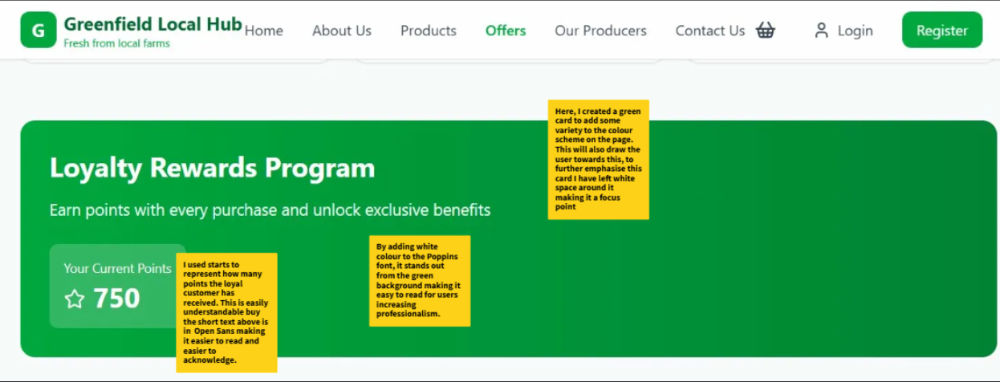 G
Greenfield Local Hub
Fresh from local farms
Home
About Us
Products
Offers
Our Producers
Contact Us
Login
Register
Loyalty Rewards Program
Earn points with every purchase and unlock exclusive benefits
Your Current Points
750
Here, I created a green
card to add some
variety to the colour
scheme on the page.
This will also draw the
user towards this, to
further emphasise this
card I have left white
space around it
making it a focus
point
By adding white
colour to the Poppins
font, it stands out
from the green
background making it
easy to read for users
increasing
professionalism.
I used starts to
represent how many
points the loyal
customer has
received. This is easily
understandable buy
the short text above is
in Open Sans making
it easier to read and
easier to
acknowledge.